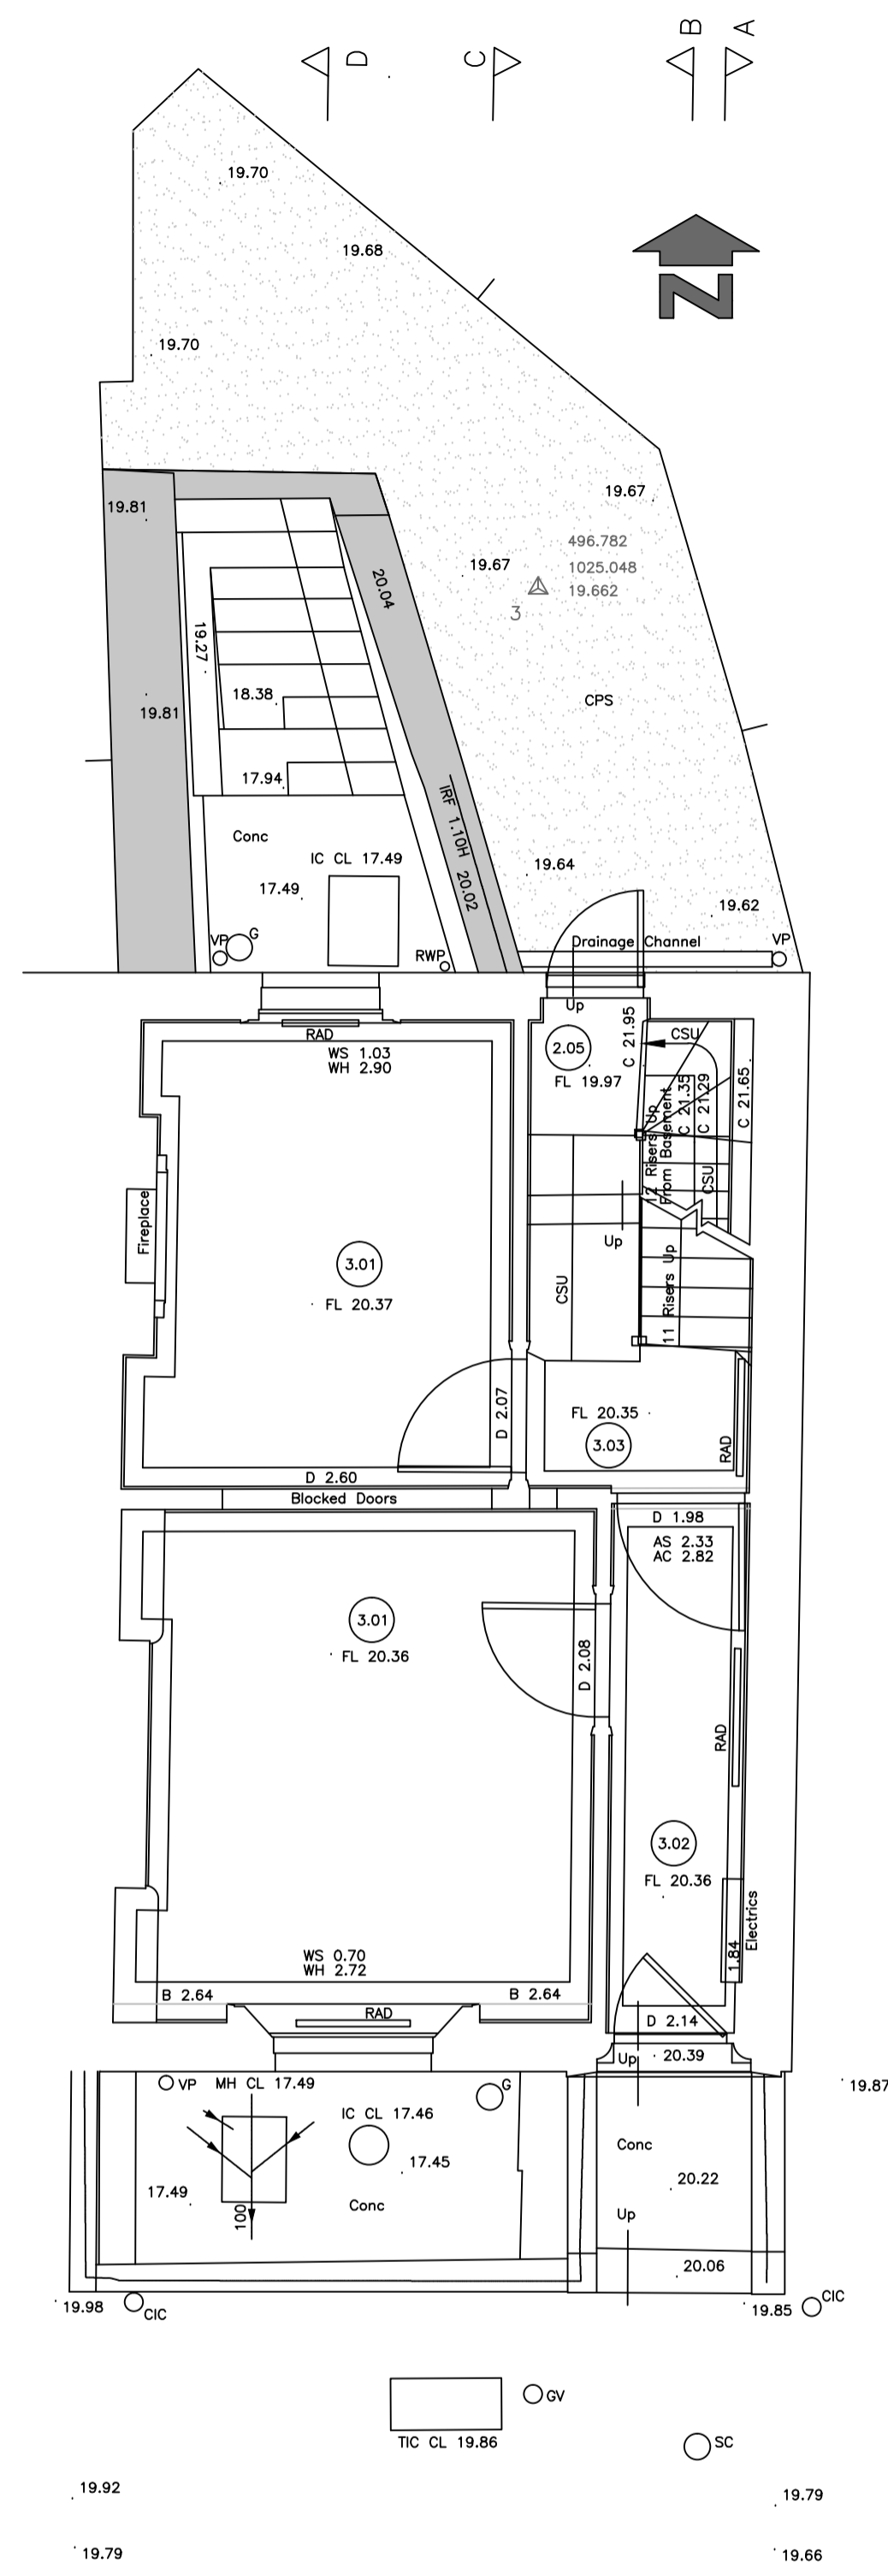 D
C
B
A
19.70
19.68
N
19.70
19.67
19.81
496.782
19.67
1025.048
20.04
19.662
3
19.27
18.38
CPS
19.81
17.94
IRF 1.10H
20.02
Conc
IC CL 17.49
19.64
17.49
19.62
VP
G
Drainage Channel
VP
RWP
Up
RAD
WS 1.03
WH 2.90
2.05
FL 19.97
C 21.95
CSU
C 21.35
C 21.29
C 21.65
12 Risers Up
From Basement
CSU
Fireplace
3.01
FL 20.37
Up
CSU
11 Risers Up
D 2.07
FL 20.35
3.03
RAD
D 2.60
Blocked Doors
D 1.98
AS 2.33
AC 2.82
3.01
FL 20.36
D 2.08
RAD
3.02
FL 20.36
Electrics
1.84
WS 0.70
WH 2.72
B 2.64
B 2.64
RAD
D 2.14
Up
20.39
VP
MH CL 17.49
G
19.87
IC CL 17.46
Conc
17.45
20.22
17.49
Conc
100
Up
20.06
19.98
CIC
19.85
CIC
GV
TIC CL 19.86
SC
19.92
19.79
19.79
19.66